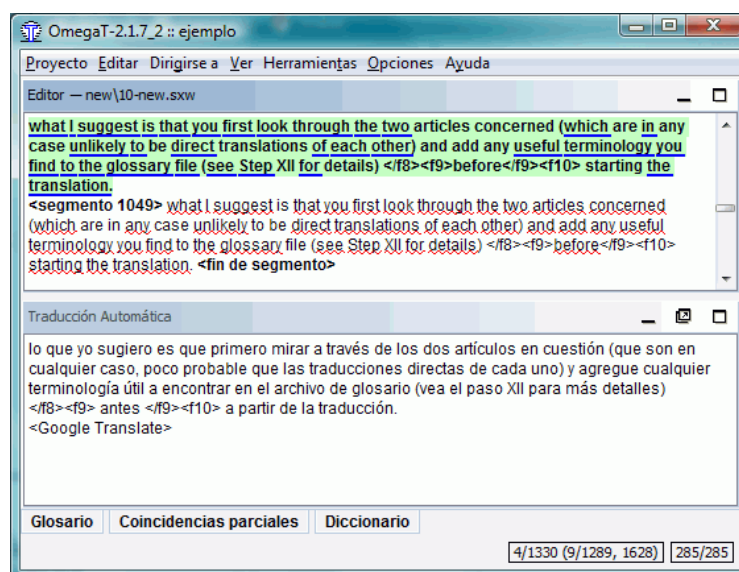 OmegaT-2.1.7_2 :: ejemplo
Proyecto Editar Dirigirse a Ver Herramientas Opciones Ayuda
Editor — new\10-new.sxw
what I suggest is that you first look through the two articles concerned (which are in any
case unlikely to be direct translations of each other) and add any useful terminology you
find to the glossary file (see Step XII for details) </f8><f9>before</f9><f10> starting the
translation.
<segmento 1049> what I suggest is that you first look through the two articles concerned
(which are in any case unlikely to be direct translations of each other) and add any useful
terminology you find to the glossary file (see Step XII for details) </f8><f9>before</f9><f10>
starting the translation. <fin de segmento>
Traducción Automática
lo que yo sugiero es que primero mirar a través de los dos artículos en cuestión (que son en
cualquier caso, poco probable que las traducciones directas de cada uno) y agregue cualquier
terminología útil a encontrar en el archivo de glosario (vea el paso XII para más detalles)
</f8><f9> antes </f9><f10> a partir de la traducción.
<Google Translate>
Glosario Coincidencias parciales Diccionario
4/1330 (9/1289, 1628) 285/285